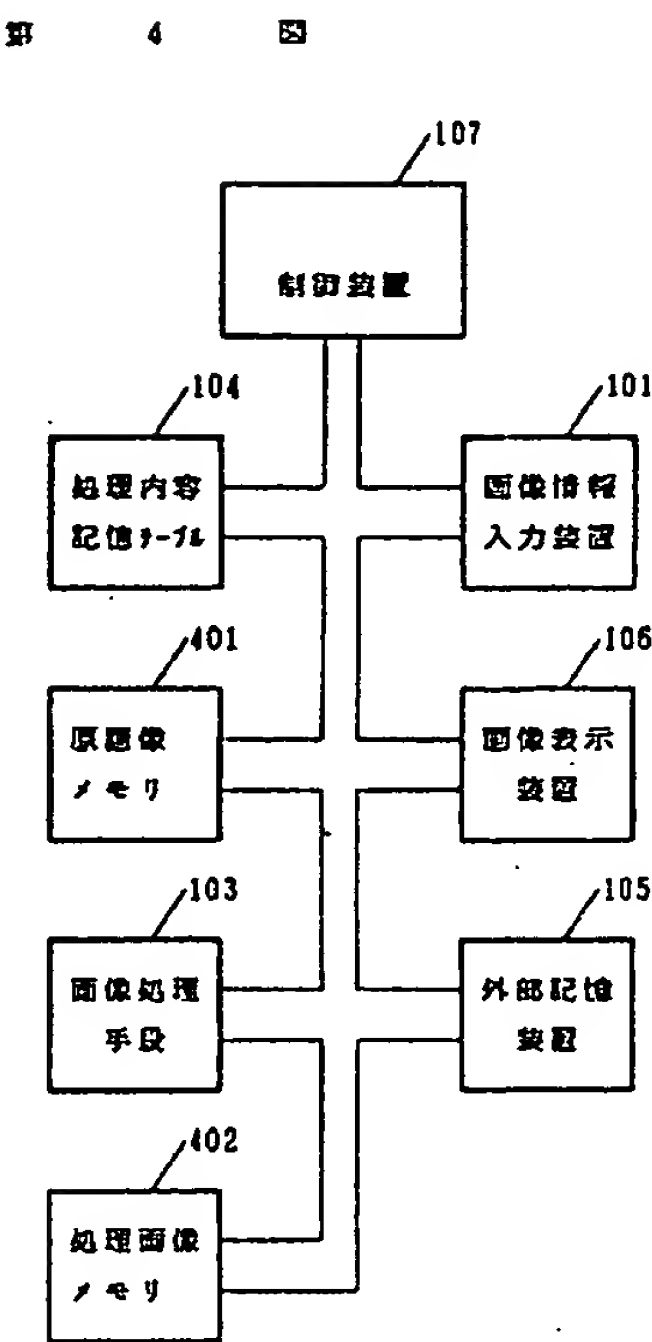 第 4 図
107
制御装置
104
処理内容
記憶テーブル
101
画像情報
入力装置
401
原画像
メモリ
106
画像表示
装置
103
画像処理
手段
105
外部記憶
装置
402
処理画像
メモリ